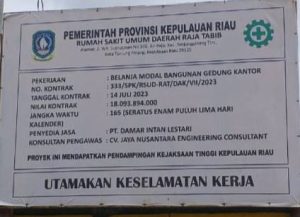 PEMERINTAH PROVINSI KEPULAUAN RIAU
RUMAH SAKIT UMUM DAERAH RAJA TABIB
PEKERJAAN : BELANJA MODAL BANGUNAN GEDUNG KANTOR
NO. KONTRAK : 333/SPK/RSUD-RAT/DAK/VII/2023
TANGGAL KONTRAK : 14 JULI 2023
NILAI KONTRAK : 18.093.894.000
JANGKA WAKTU : 165 (SERATUS ENAM PULUH LIMA HARI
KALENDER)
PENYEDIA JASA : PT. DAMAR INTAN LESTARI
KONSULTAN PENGAWAS : CV. JAYA NUSANTARA ENGINEERING CONSULTANT
PROYEK INI MENDAPATKAN PENDAMPINGAN KEJAKSAAN TINGGI KEPULAUAN RIAU
UTAMAKAN KESELAMATAN KERJA